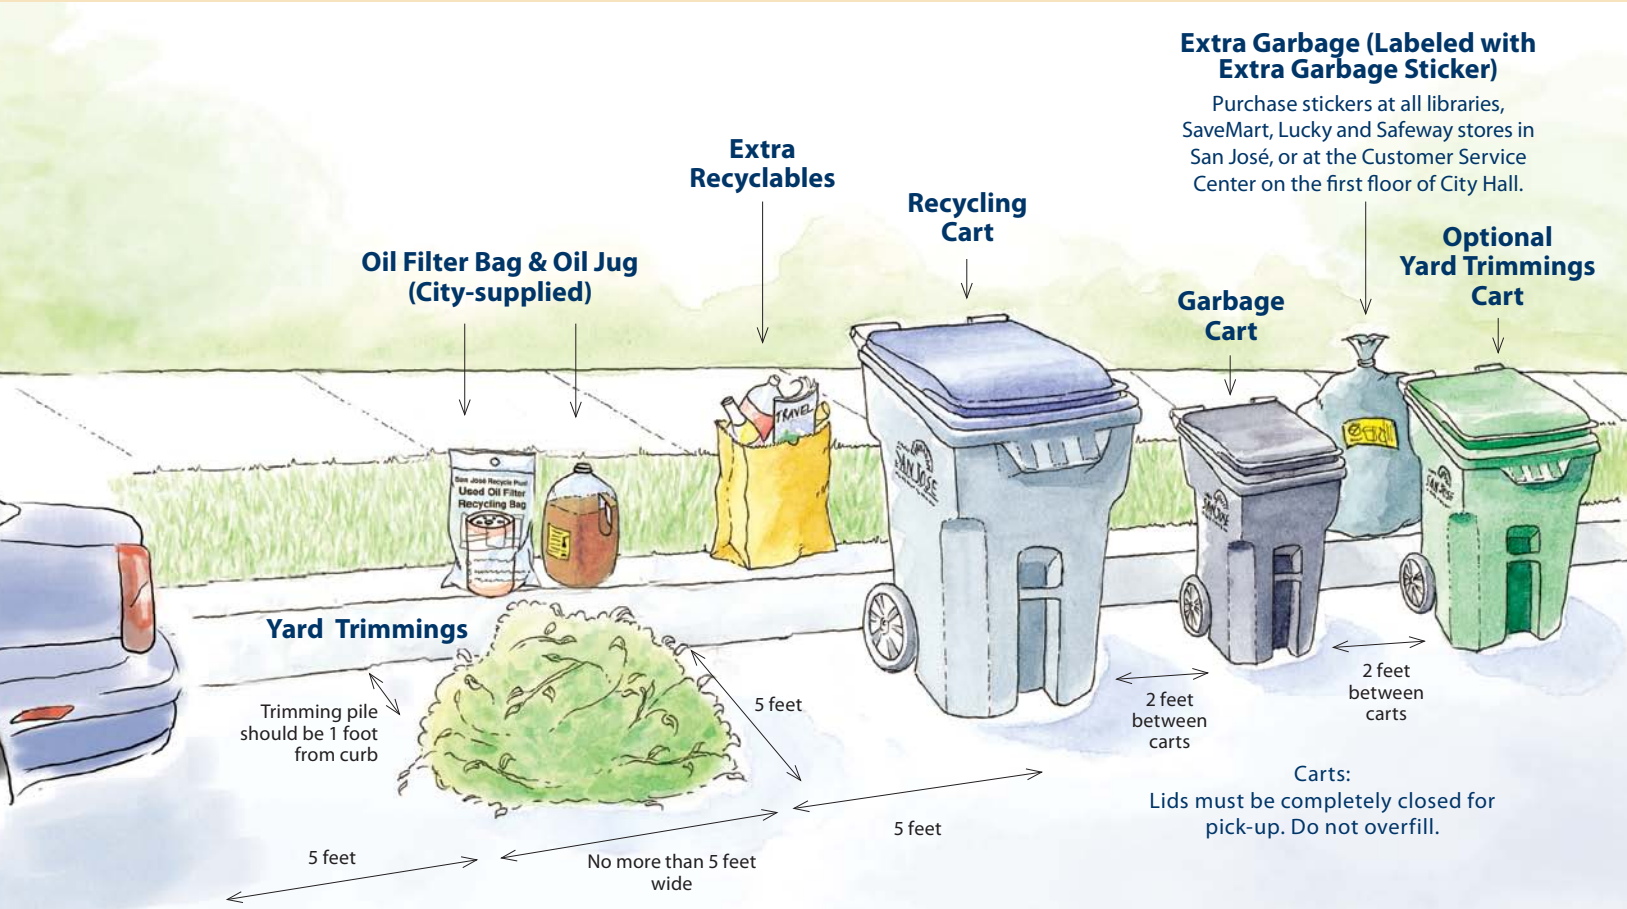 Extra Garbage (Labeled with
Extra Garbage Sticker)
Purchase stickers at all libraries,
SaveMart, Lucky and Safeway stores in
San José, or at the Customer Service
Center on the first floor of City Hall.
Extra
Recyclables
Recycling
Cart
Optional
Yard Trimmings
Cart
Oil Filter Bag & Oil Jug
(City-supplied)
Garbage
Cart
TRAVEL
SAN JOSE
SAN JOSE
SAN JOSE
San José Recycle Plus!
Used Oil Filter
Recycling Bag
Yard Trimmings
Trimming pile
should be 1 foot
from curb
5 feet
2 feet
between
carts
2 feet
between
carts
Carts:
Lids must be completely closed for
pick-up. Do not overfill.
5 feet
5 feet
No more than 5 feet
wide